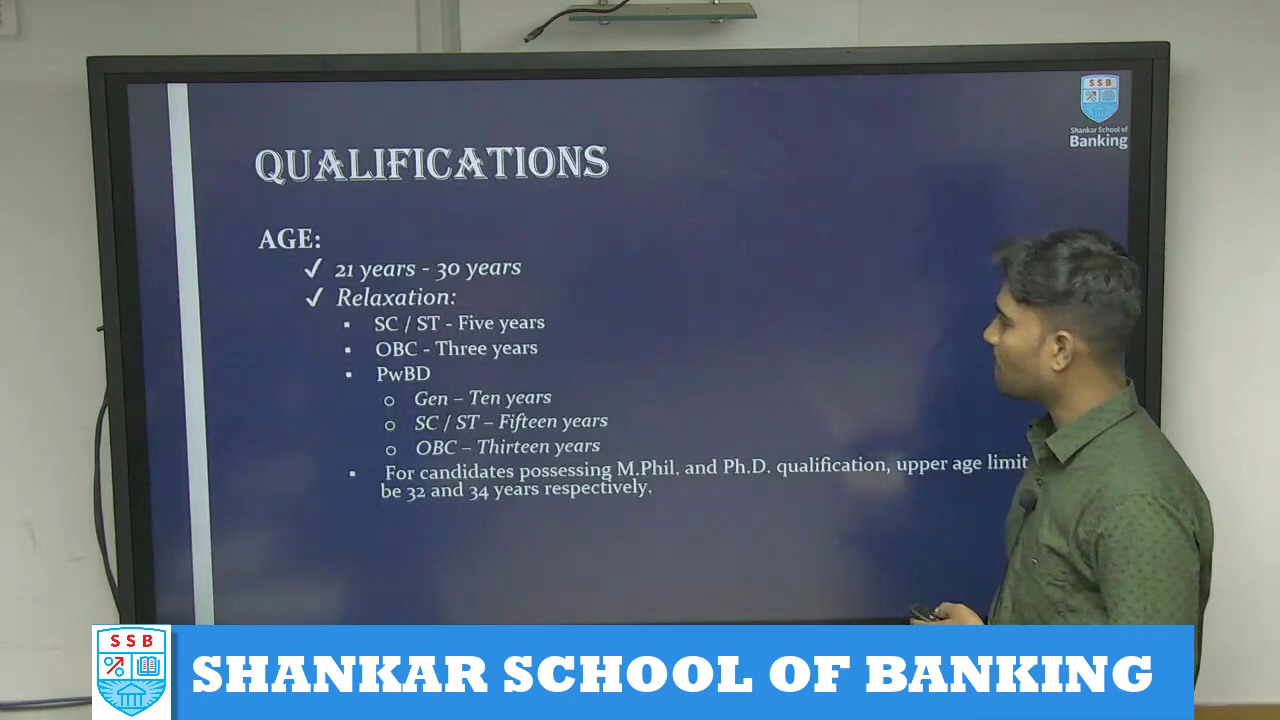 SSB
Shankar School of
Banking
QUALIFICATIONS
AGE:
✓ 21 years - 30 years
✓ Relaxation:
▪ SC / ST - Five years
▪ OBC - Three years
▪ PwBD
o Gen – Ten years
o SC / ST – Fifteen years
o OBC – Thirteen years
▪ For candidates possessing M.Phil. and Ph.D. qualification, upper age limit
be 32 and 34 years respectively.
SSB
SHANKAR SCHOOL OF BANKING